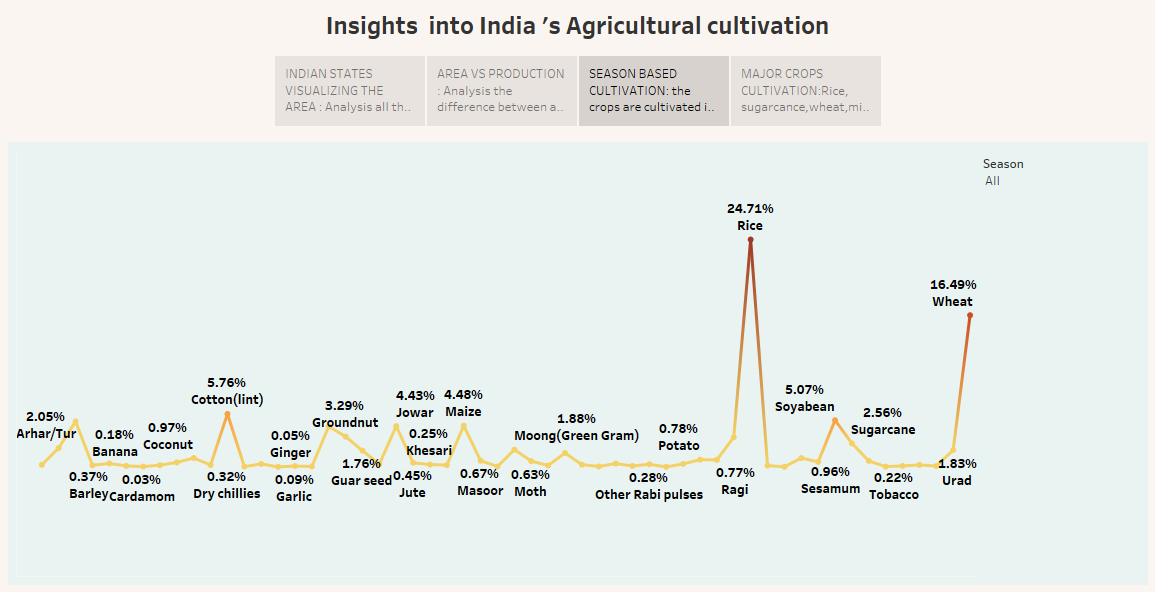 Insights  into India ’s Agricultural cultivation
INDIAN STATES
VISUALIZING THE
AREA : Analysis all th..
AREA VS PRODUCTION
: Analysis the
difference between a..
SEASON BASED
CULTIVATION: the
crops are cultivated i..
MAJOR CROPS
CULTIVATION:Rice,
sugarcance,wheat,mi..
Season
All
2.05%
Arhar/Tur
0.37%
Barley
0.18%
Banana
0.03%
Cardamom
0.97%
Coconut
5.76%
Cotton(lint)
0.32%
Dry chillies
0.05%
Ginger
0.09%
Garlic
3.29%
Groundnut
1.76%
Guar seed
4.43%
Jowar
0.45%
Jute
0.25%
Khesari
4.48%
Maize
0.67%
Masoor
0.63%
Moth
1.88%
Moong(Green Gram)
0.28%
Other Rabi pulses
0.78%
Potato
0.77%
Ragi
24.71%
Rice
5.07%
Soyabean
0.96%
Sesamum
2.56%
Sugarcane
0.22%
Tobacco
1.83%
Urad
16.49%
Wheat